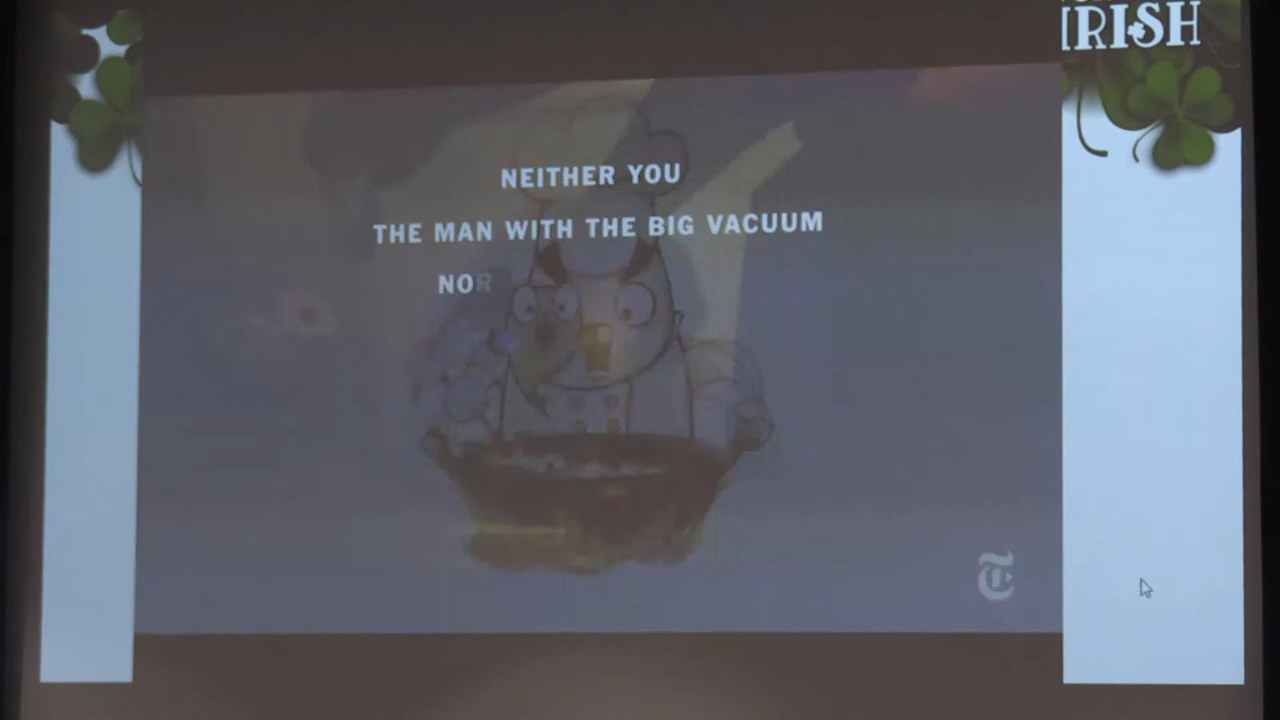 IRISH
NEITHER YOU
THE MAN WITH THE BIG VACUUM
NOR
T